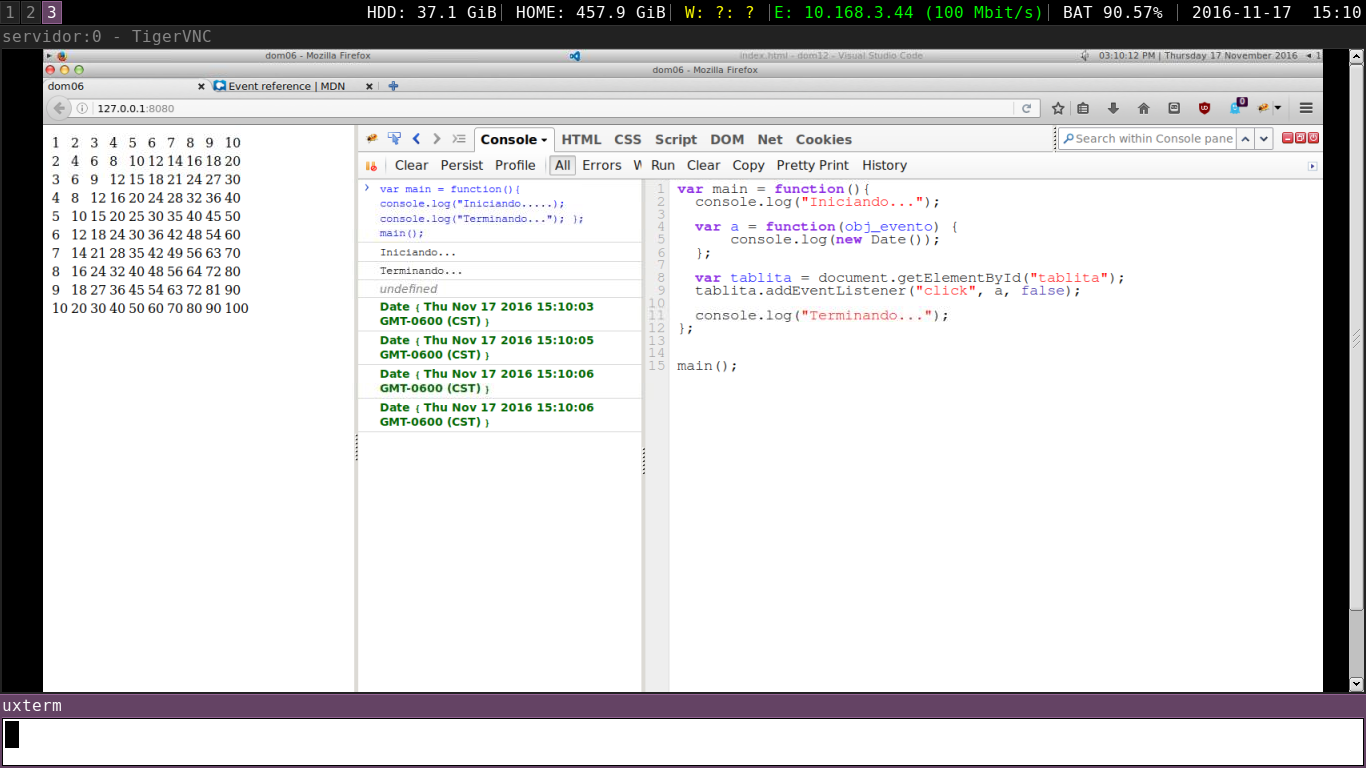 1 2 3 HDD: 37.1 GiB| HOME: 457.9 GiB| W: ?: ? |E: 10.168.3.44 (100 Mbit/s)| BAT 90.57% | 2016-11-17 15:10
servidor:0 - TigerVNC
dom06 - Mozilla Firefox index.html - dom12 - Visual Studio Code 03:10:12 PM | Thursday 17 November 2016 1
dom06 - Mozilla Firefox
dom06 Event reference | MDN
127.0.0.1:8080
Console HTML CSS Script DOM Net Cookies Search within Console pane
Clear Persist Profile All Errors W Run Clear Copy Pretty Print History
1 2 3 4 5 6 7 8 9 10
2 4 6 8 10 12 14 16 18 20
3 6 9 12 15 18 21 24 27 30
4 8 12 16 20 24 28 32 36 40
5 10 15 20 25 30 35 40 45 50
6 12 18 24 30 36 42 48 54 60
7 14 21 28 35 42 49 56 63 70
8 16 24 32 40 48 56 64 72 80
9 18 27 36 45 54 63 72 81 90
10 20 30 40 50 60 70 80 90 100
var main = function(){
console.log("Iniciando.....);
console.log("Terminando..."); };
main();
Iniciando...
Terminando...
undefined
Date { Thu Nov 17 2016 15:10:03
GMT-0600 (CST) }
Date { Thu Nov 17 2016 15:10:05
GMT-0600 (CST) }
Date { Thu Nov 17 2016 15:10:06
GMT-0600 (CST) }
Date { Thu Nov 17 2016 15:10:06
GMT-0600 (CST) }
1 var main = function(){
2 console.log("Iniciando...");
3
4 var a = function(obj_evento) {
5 console.log(new Date());
6 };
7
8 var tablita = document.getElementById("tablita");
9 tablita.addEventListener("click", a, false);
10
11 console.log("Terminando...");
12 };
13
14
15 main();
uxterm